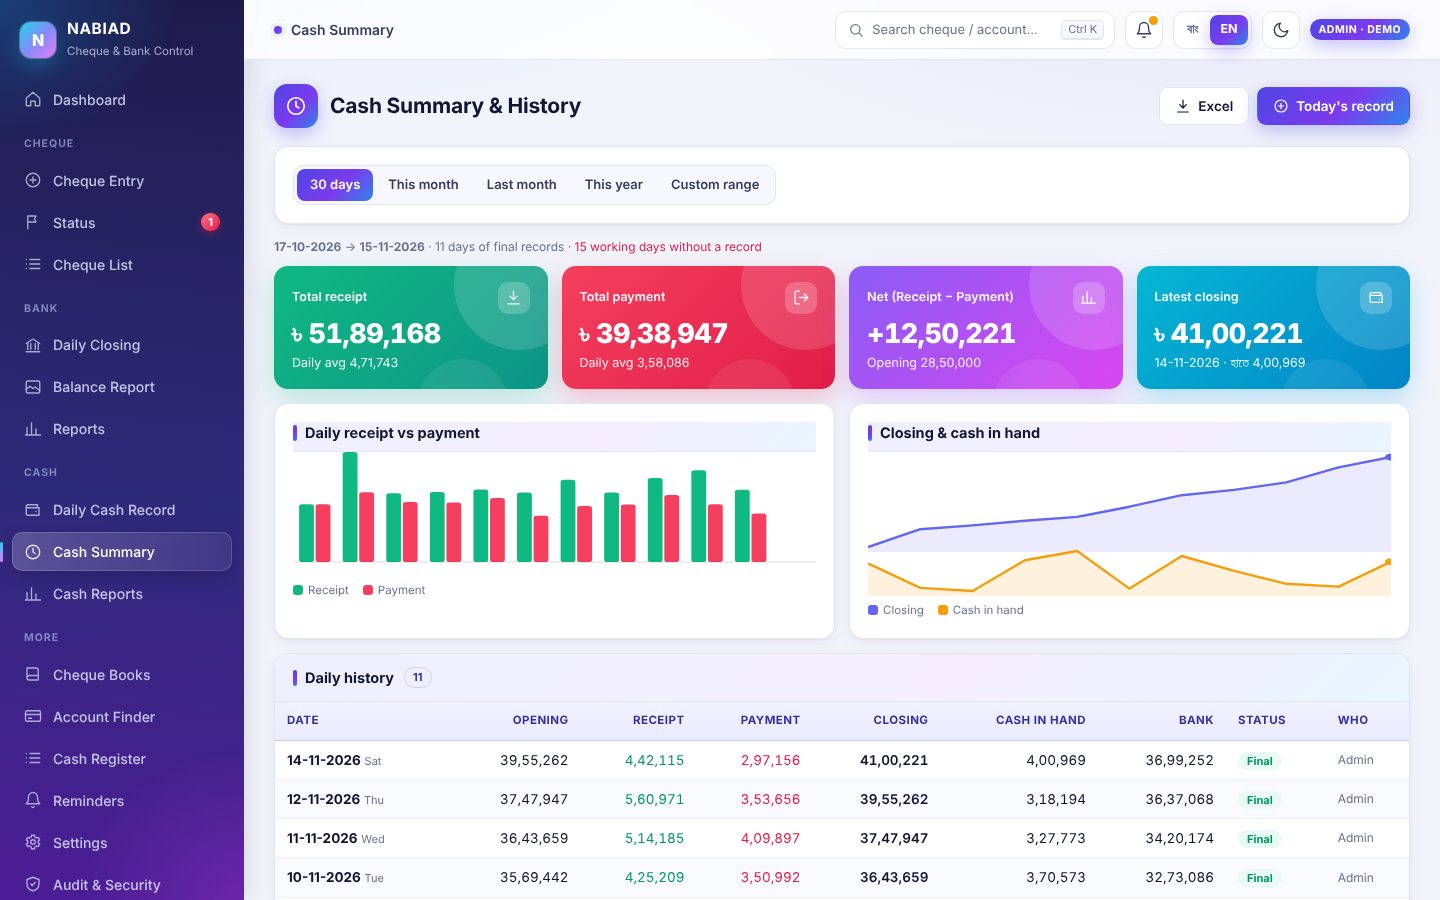 N
NABIAD
Cheque & Bank Control
Dashboard
CHEQUE
Cheque Entry
Status 1
Cheque List
BANK
Daily Closing
Balance Report
Reports
CASH
Daily Cash Record
Cash Summary
Cash Reports
MORE
Cheque Books
Account Finder
Cash Register
Reminders
Settings
Audit & Security
Cash Summary
Search cheque / account... Ctrl K
বাং EN
ADMIN · DEMO
Cash Summary & History
Excel
Today's record
30 days This month Last month This year Custom range
17-10-2026 → 15-11-2026 · 11 days of final records · 15 working days without a record
Total receipt
৳ 51,89,168
Daily avg 4,71,743
Total payment
৳ 39,38,947
Daily avg 3,58,086
Net (Receipt − Payment)
+12,50,221
Opening 28,50,000
Latest closing
৳ 41,00,221
14-11-2026 · হাতে 4,00,969
Daily receipt vs payment
Receipt Payment
Closing & cash in hand
Closing Cash in hand
Daily history 11
DATE OPENING RECEIPT PAYMENT CLOSING CASH IN HAND BANK STATUS WHO
14-11-2026 Sat 39,55,262 4,42,115 2,97,156 41,00,221 4,00,969 36,99,252 Final Admin
12-11-2026 Thu 37,47,947 5,60,971 3,53,656 39,55,262 3,18,194 36,37,068 Final Admin
11-11-2026 Wed 36,43,659 5,14,185 4,09,897 37,47,947 3,27,773 34,20,174 Final Admin
10-11-2026 Tue 35,69,442 4,25,209 3,50,992 36,43,659 3,70,573 32,73,086 Final Admin